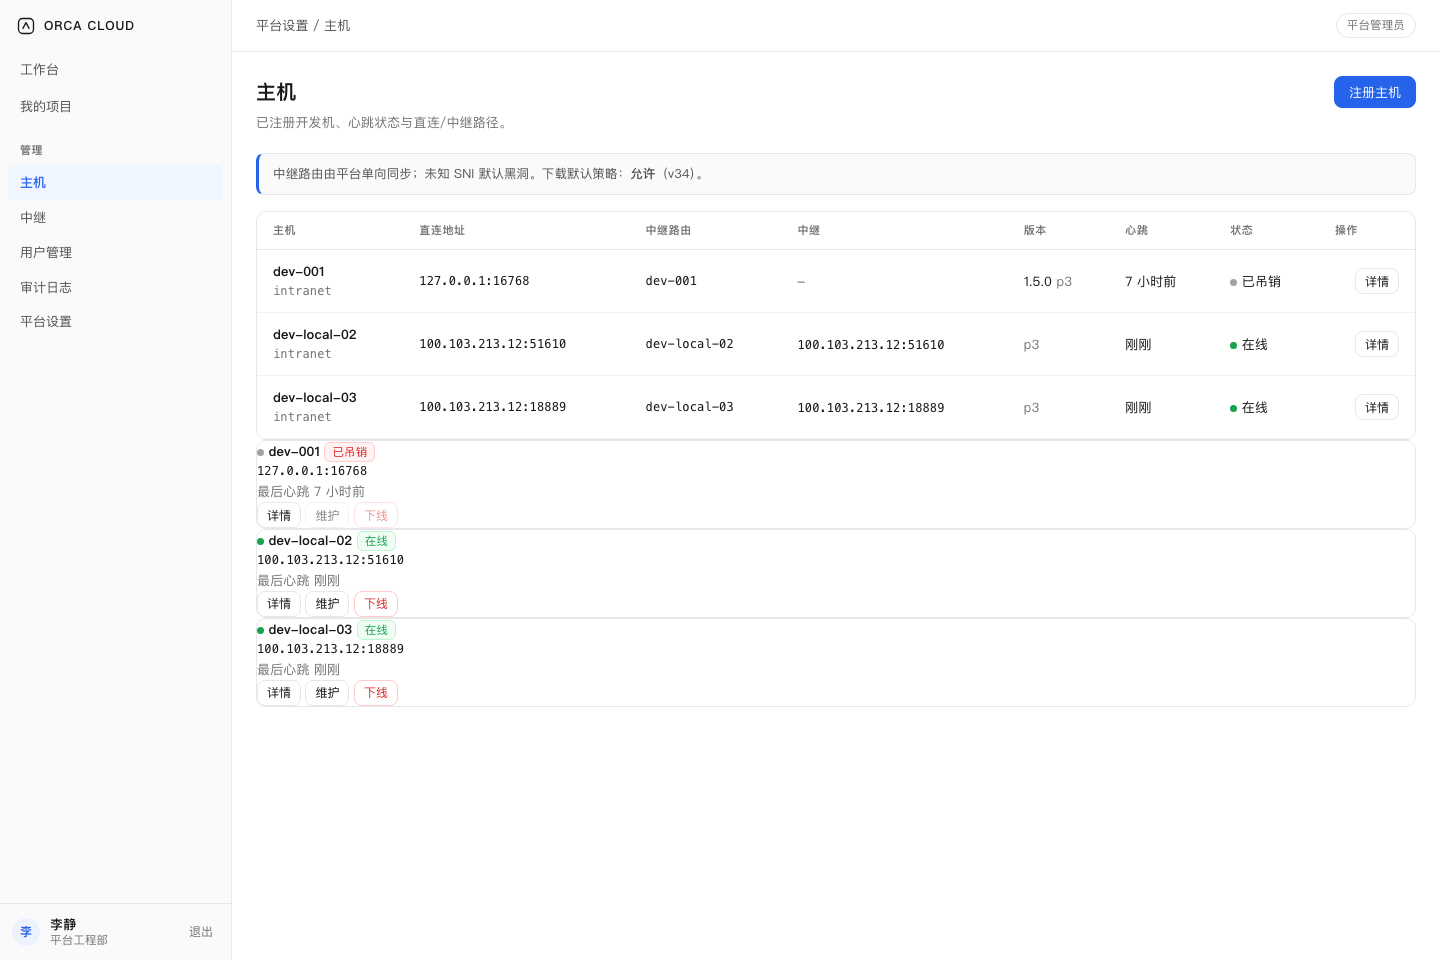 ORCA CLOUD
工作台
我的项目
管理
主机
中继
用户管理
审计日志
平台设置
李
李静
平台工程部
退出
平台设置 / 主机
平台管理员
主机
注册主机
已注册开发机、心跳状态与直连/中继路径。
中继路由由平台单向同步；未知 SNI 默认黑洞。下载默认策略：允许（v34）。
主机 直连地址 中继路由 中继 版本 心跳 状态 操作
dev-001 127.0.0.1:16768 dev-001 — 1.5.0 p3 7 小时前 已吊销 详情
intranet
dev-local-02 100.103.213.12:51610 dev-local-02 100.103.213.12:51610 p3 刚刚 在线 详情
intranet
dev-local-03 100.103.213.12:18889 dev-local-03 100.103.213.12:18889 p3 刚刚 在线 详情
intranet
dev-001 已吊销
127.0.0.1:16768
最后心跳 7 小时前
详情 维护 下线
dev-local-02 在线
100.103.213.12:51610
最后心跳 刚刚
详情 维护 下线
dev-local-03 在线
100.103.213.12:18889
最后心跳 刚刚
详情 维护 下线